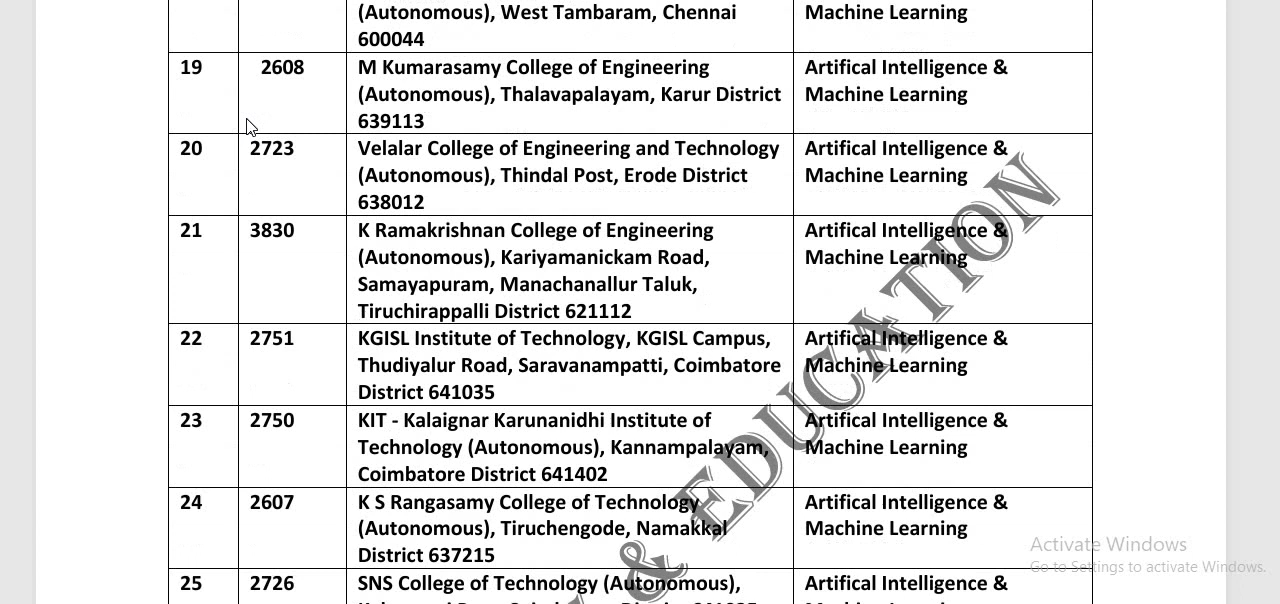 (Autonomous), West Tambaram, Chennai
600044
Machine Learning
19
2608
M Kumarasamy College of Engineering
(Autonomous), Thalavapalayam, Karur District
639113
Artifical Intelligence &
Machine Learning
20
2723
Velalar College of Engineering and Technology
(Autonomous), Thindal Post, Erode District
638012
Artifical Intelligence &
Machine Learning
21
3830
K Ramakrishnan College of Engineering
(Autonomous), Kariyamanickam Road,
Samayapuram, Manachanallur Taluk,
Tiruchirappalli District 621112
Artifical Intelligence &
Machine Learning
22
2751
KGISL Institute of Technology, KGISL Campus,
Thudiyalur Road, Saravanampatti, Coimbatore
District 641035
Artifical Intelligence &
Machine Learning
23
2750
KIT - Kalaignar Karunanidhi Institute of
Technology (Autonomous), Kannampalayam,
Coimbatore District 641402
Artifical Intelligence &
Machine Learning
24
2607
K S Rangasamy College of Technology
(Autonomous), Tiruchengode, Namakkal
District 637215
Artifical Intelligence &
Machine Learning
25
2726
SNS College of Technology (Autonomous),
Artifical Intelligence &
& EDUCATION
Activate Windows
Go to Settings to activate Windows.